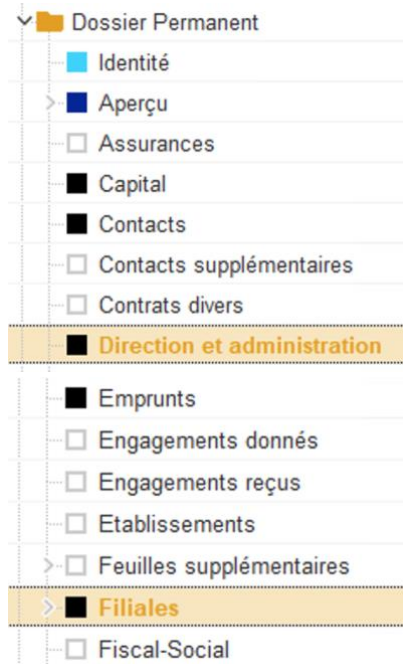 Dossier Permanent
Identité
Aperçu
Assurances
Capital
Contacts
Contacts supplémentaires
Contrats divers
Direction et administration
Emprunts
Engagements donnés
Engagements reçus
Etablissements
Feuilles supplémentaires
Filiales
Fiscal-Social